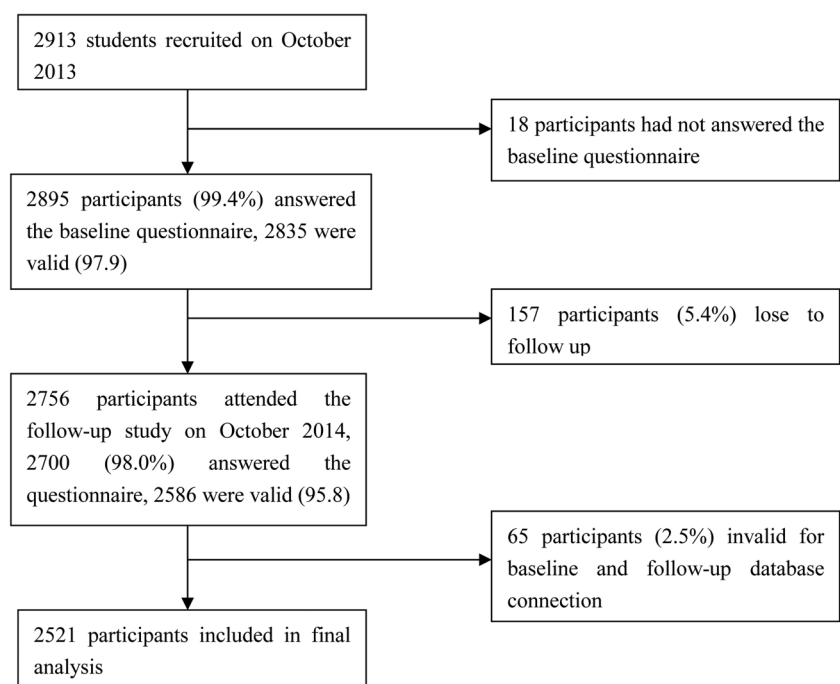 2913 students recruited on October
2013
18 participants had not answered the
baseline questionnaire
2895 participants (99.4%) answered
the baseline questionnaire, 2835 were
valid (97.9)
157 participants (5.4%) lose to
follow up
2756 participants attended the
follow-up study on October 2014,
2700 (98.0%) answered the
questionnaire, 2586 were valid (95.8)
65 participants (2.5%) invalid for
baseline and follow-up database
connection
2521 participants included in final
analysis